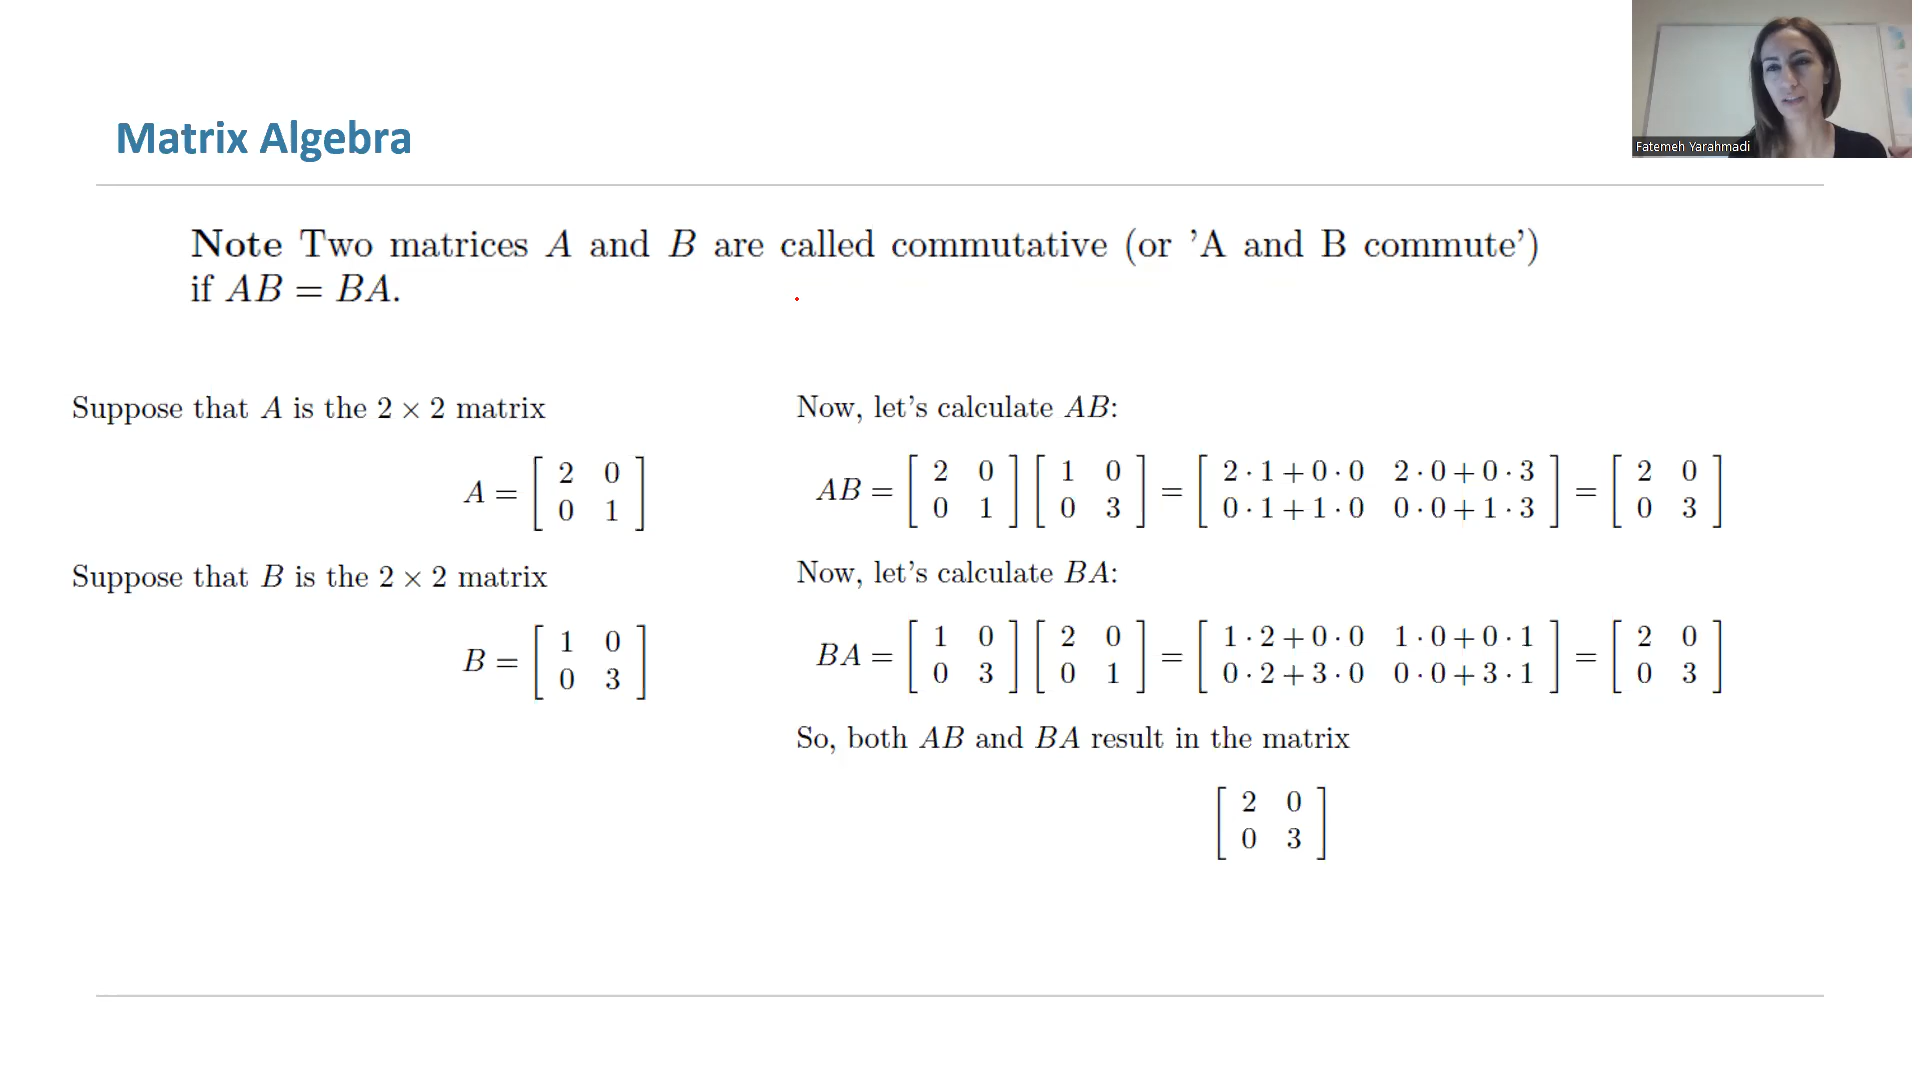 Fatemeh Yarahmadi
Matrix Algebra
Note Two matrices A and B are called commutative (or ’A and B commute’)
if AB = BA.
Suppose that A is the 2 × 2 matrix
A = [ 2 0
0 1 ]
Suppose that B is the 2 × 2 matrix
B = [ 1 0
0 3 ]
Now, let’s calculate AB:
AB = [ 2 0 ] [ 1 0 ] = [ 2 · 1 + 0 · 0 2 · 0 + 0 · 3 ] = [ 2 0 ]
[ 0 1 ] [ 0 3 ] [ 0 · 1 + 1 · 0 0 · 0 + 1 · 3 ] [ 0 3 ]
Now, let’s calculate BA:
BA = [ 1 0 ] [ 2 0 ] = [ 1 · 2 + 0 · 0 1 · 0 + 0 · 1 ] = [ 2 0 ]
[ 0 3 ] [ 0 1 ] [ 0 · 2 + 3 · 0 0 · 0 + 3 · 1 ] [ 0 3 ]
So, both AB and BA result in the matrix
[ 2 0
0 3 ]